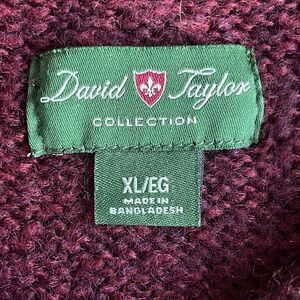 David Taylor
COLLECTION
XL/EG
MADE IN
BANGLADESH